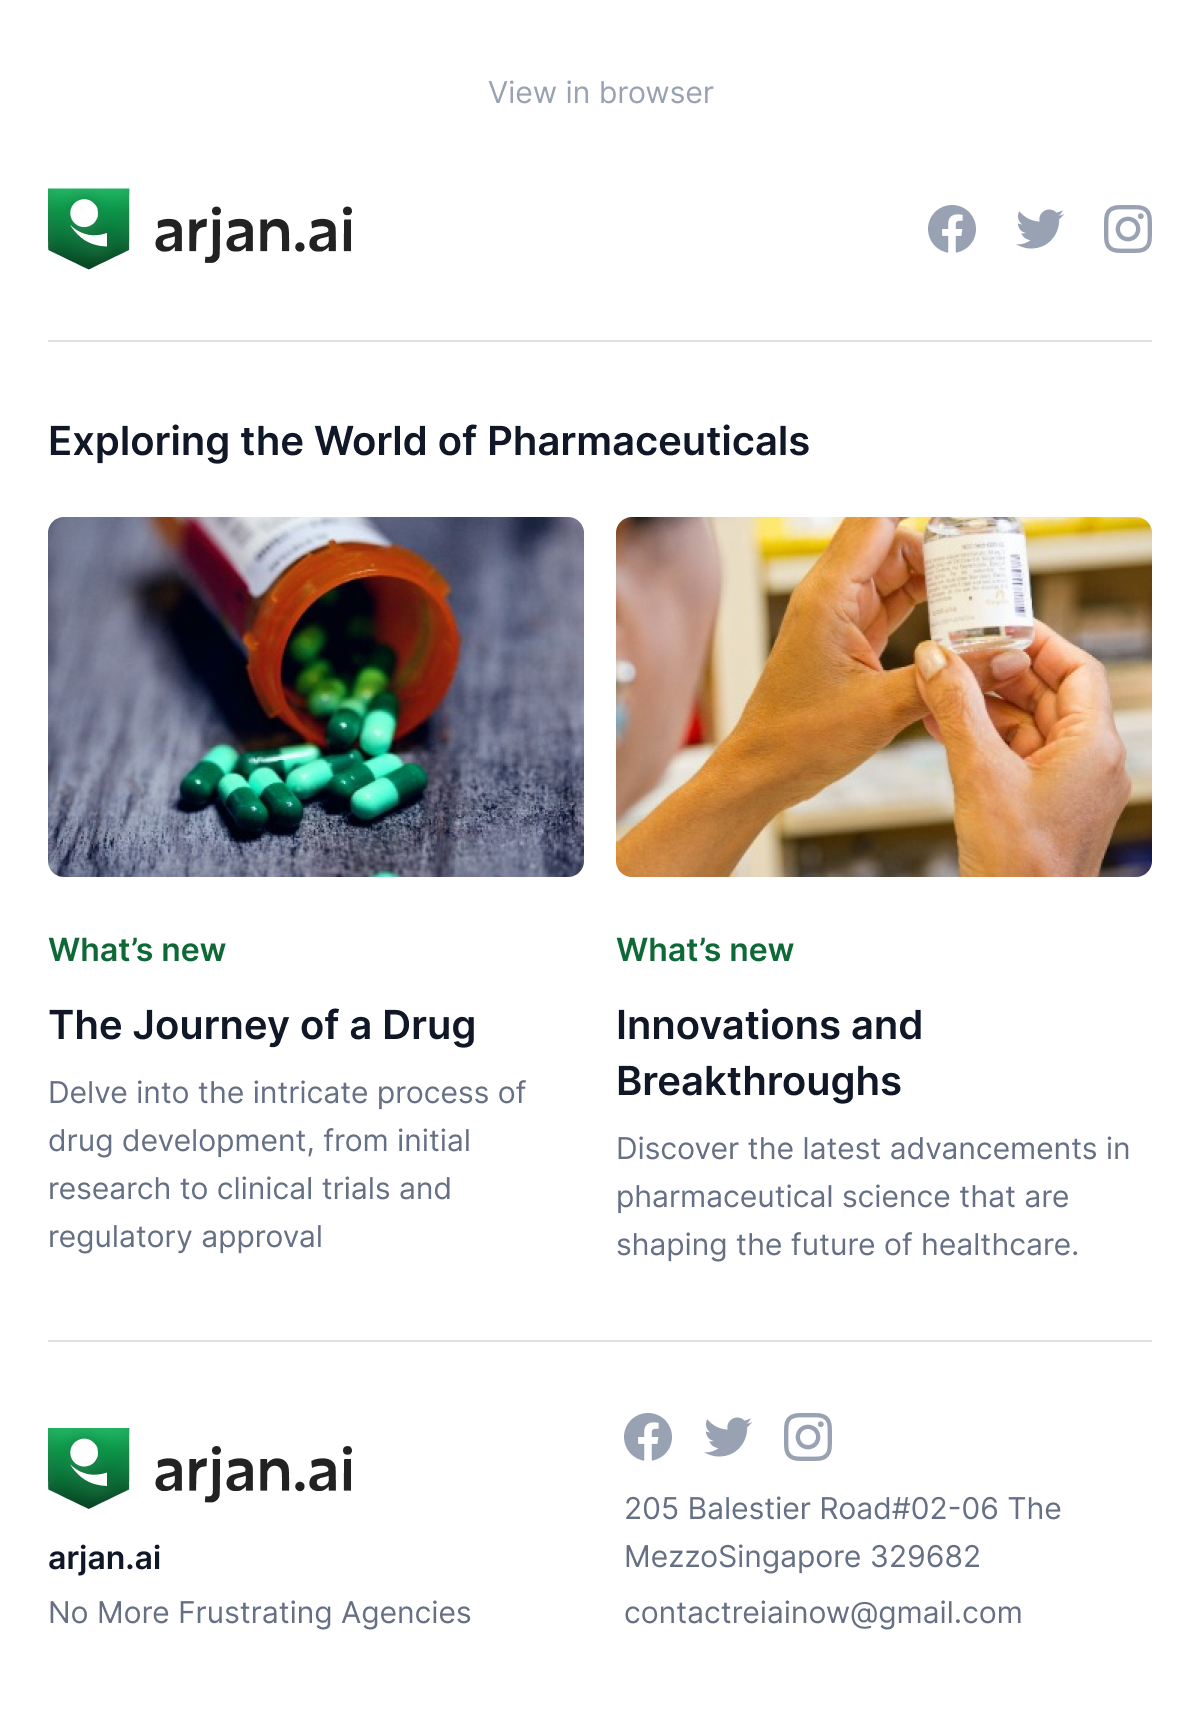 View in browser
arjan.ai
Exploring the World of Pharmaceuticals
What’s new
The Journey of a Drug
Delve into the intricate process of
drug development, from initial
research to clinical trials and
regulatory approval
What’s new
Innovations and
Breakthroughs
Discover the latest advancements in
pharmaceutical science that are
shaping the future of healthcare.
arjan.ai
arjan.ai
No More Frustrating Agencies
205 Balestier Road#02-06 The
MezzoSingapore 329682
contactreiainow@gmail.com